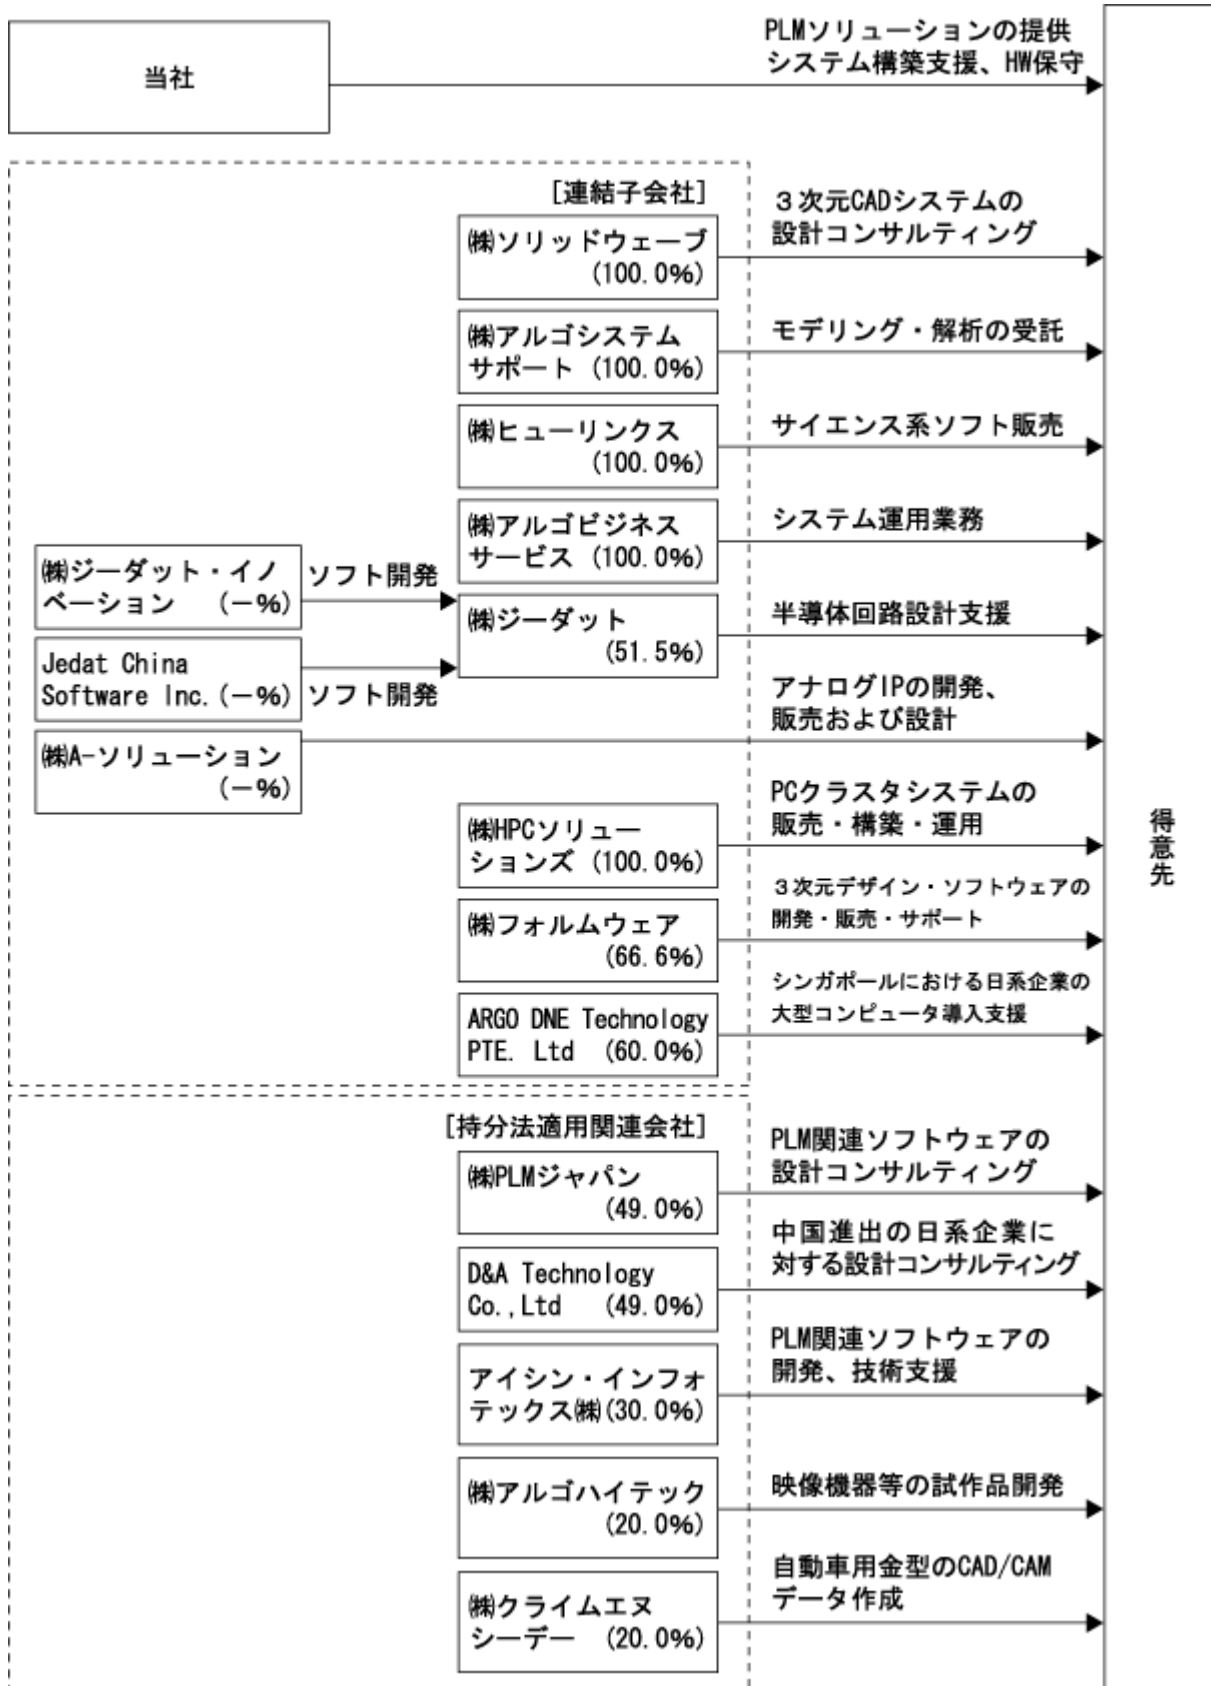 当社
PLMソリューションの提供
システム構築支援、HW保守
[連結子会社]
㈱ソリッドウェーブ
(100.0%)
3次元CADシステムの
設計コンサルティング
㈱アルゴシステム
サポート (100.0%)
モデリング・解析の受託
㈱ヒューリンクス
(100.0%)
サイエンス系ソフト販売
㈱アルゴビジネス
サービス (100.0%)
システム運用業務
㈱ジーダット・イノ
ベーション (－%)
ソフト開発
㈱ジーダット
(51.5%)
半導体回路設計支援
Jedat China
Software Inc.(－%)
ソフト開発
㈱A-ソリューション
(－%)
アナログIPの開発、
販売および設計
㈱HPCソリュー
ションズ (100.0%)
PCクラスタシステムの
販売・構築・運用
㈱フォルムウェア
(66.6%)
3次元デザイン・ソフトウェアの
開発・販売・サポート
ARGO DNE Technology
PTE. Ltd (60.0%)
シンガポールにおける日系企業の
大型コンピュータ導入支援
得意先
[持分法適用関連会社]
㈱PLMジャパン
(49.0%)
PLM関連ソフトウェアの
設計コンサルティング
D&A Technology
Co.,Ltd (49.0%)
中国進出の日系企業に
対する設計コンサルティング
アイシン・インフォ
テックス㈱(30.0%)
PLM関連ソフトウェアの
開発、技術支援
㈱アルゴハイテック
(20.0%)
映像機器等の試作品開発
㈱クライムエヌ
シーデー (20.0%)
自動車用金型のCAD/CAM
データ作成